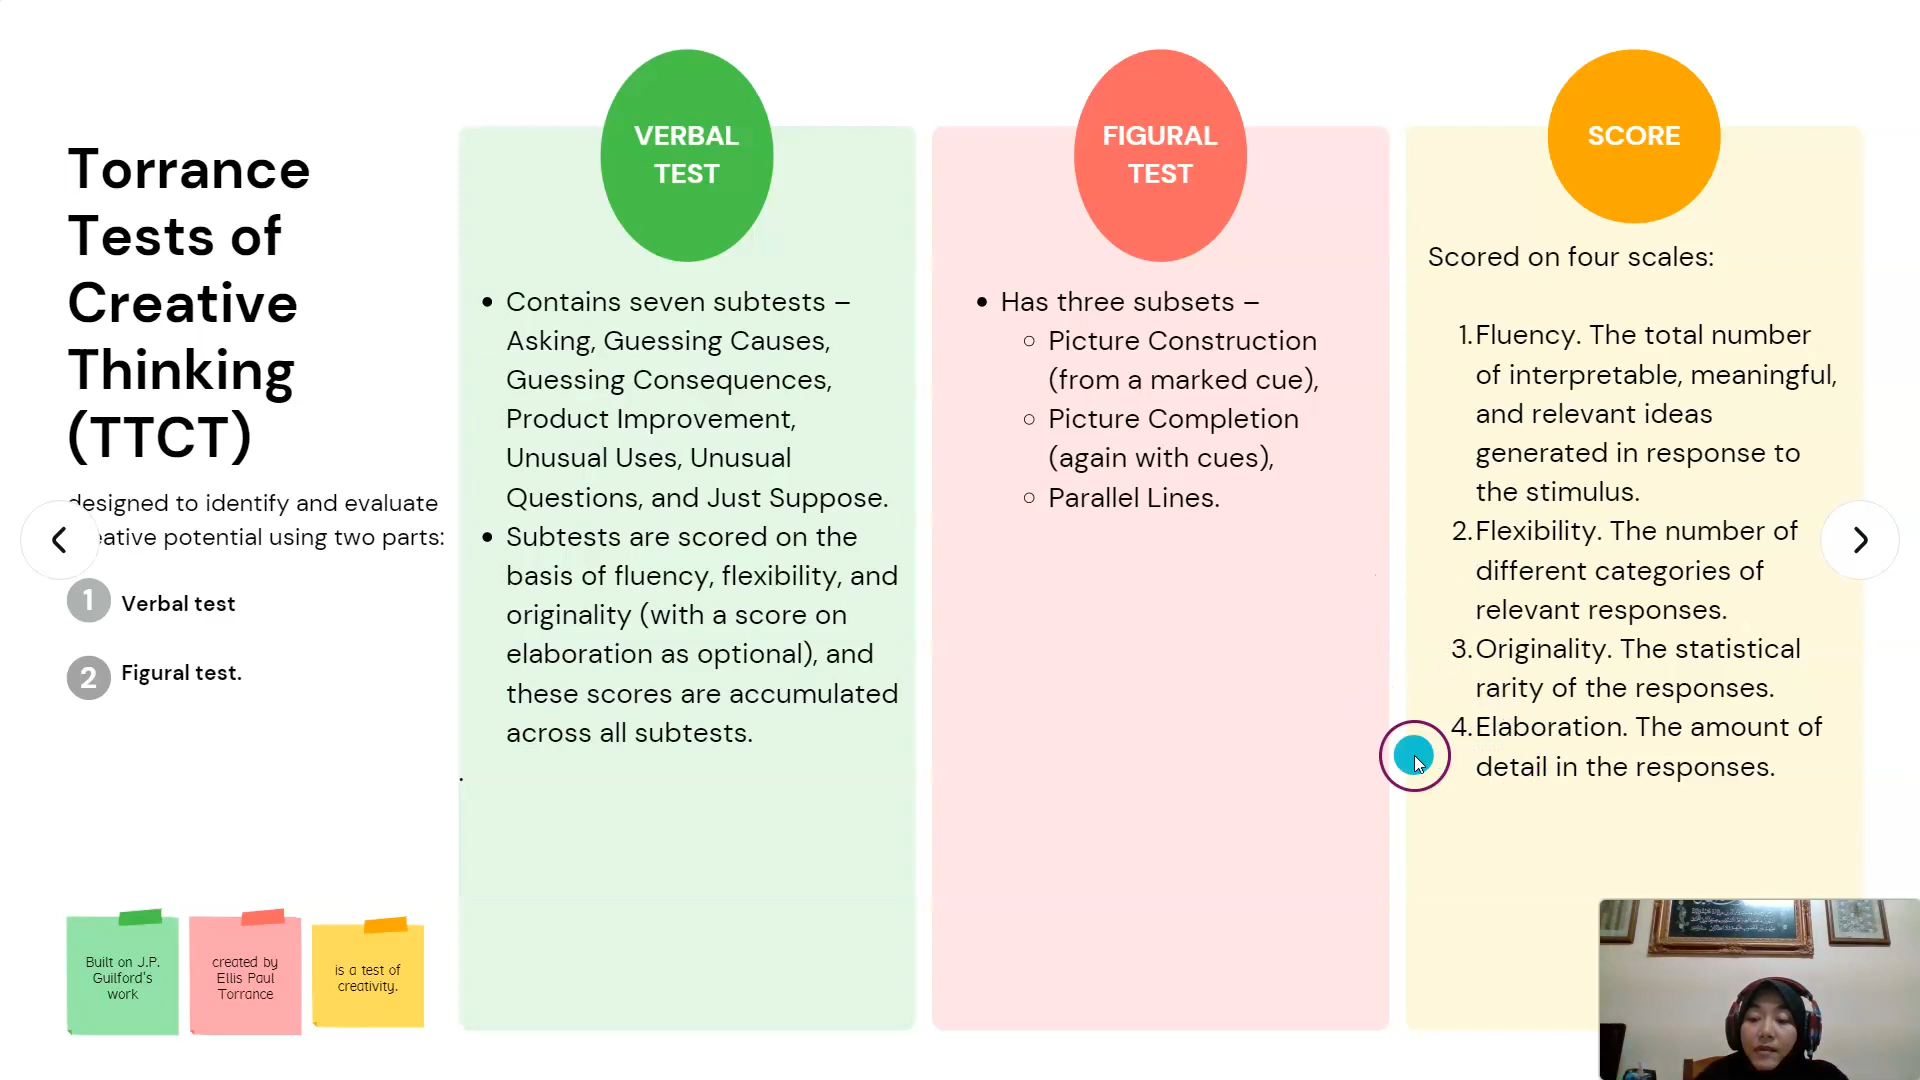 Torrance
Tests of
Creative
Thinking
(TTCT)
designed to identify and evaluate
potential using two parts:
1 Verbal test
2 Figural test.
Built on J.P.
Guilford's
work
created by
Ellis Paul
Torrance
is a test of
creativity.
VERBAL
TEST
• Contains seven subtests –
Asking, Guessing Causes,
Guessing Consequences,
Product Improvement,
Unusual Uses, Unusual
Questions, and Just Suppose.
• Subtests are scored on the
basis of fluency, flexibility, and
originality (with a score on
elaboration as optional), and
these scores are accumulated
across all subtests.
.
FIGURAL
TEST
• Has three subsets –
○ Picture Construction
(from a marked cue),
○ Picture Completion
(again with cues),
○ Parallel Lines.
SCORE
Scored on four scales:
1. Fluency. The total number
of interpretable, meaningful,
and relevant ideas
generated in response to
the stimulus.
2. Flexibility. The number of
different categories of
relevant responses.
3. Originality. The statistical
rarity of the responses.
4. Elaboration. The amount of
detail in the responses.